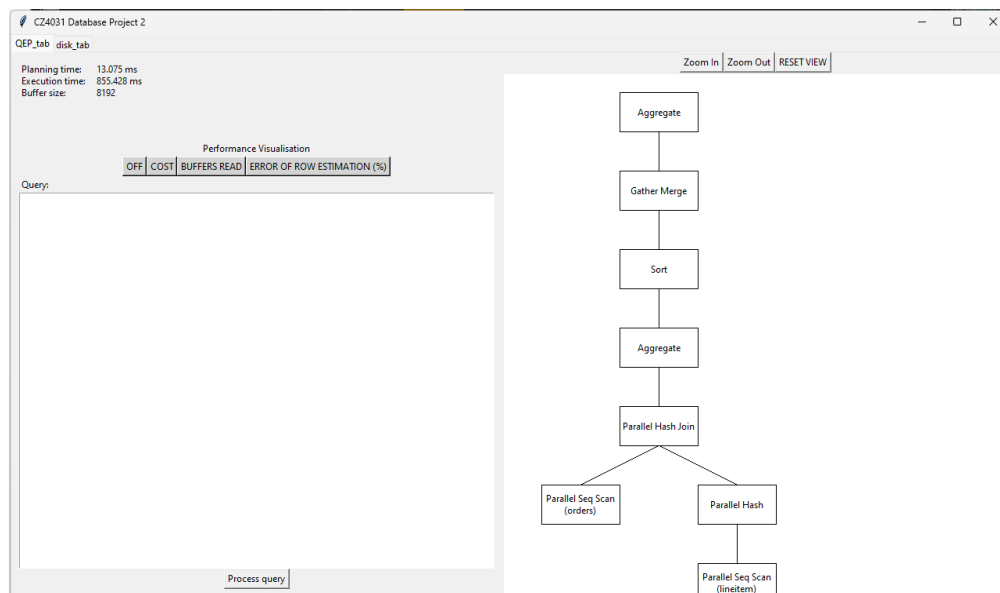 CZ4031 Database Project 2
QEP_tab disk_tab
Planning time: 13.075 ms
Execution time: 855.428 ms
Buffer size: 8192
Performance Visualisation
OFF COST BUFFERS READ ERROR OF ROW ESTIMATION (%)
Query:
Process query
Zoom In Zoom Out RESET VIEW
Aggregate
Gather Merge
Sort
Aggregate
Parallel Hash Join
Parallel Seq Scan
(orders)
Parallel Hash
Parallel Seq Scan
(lineitem)